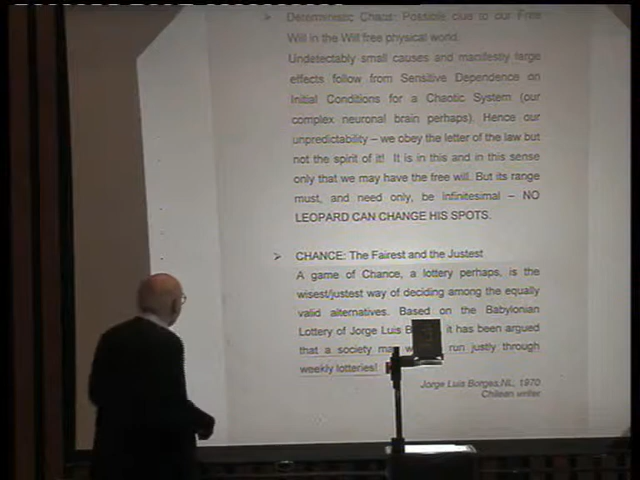 ➢ Deterministic Chaos: Possible clue to our Free
Will in the Will free physical world.
Undetectably small causes and manifestly large
effects follow from Sensitive Dependence on
Initial Conditions for a Chaotic System (our
complex neuronal brain perhaps). Hence our
unpredictability – we obey the letter of the law but
not the spirit of it! It is in this and in this sense
only that we may have the free will. But its range
must, and need only, be infinitesimal – NO
LEOPARD CAN CHANGE HIS SPOTS.
➢ CHANCE: The Fairest and the Justest
A game of Chance, a lottery perhaps, is the
wisest/justest way of deciding among the equally
valid alternatives. Based on the Babylonian
Lottery of Jorge Luis B it has been argued
that a society run justly through
weekly lotteries!
Jorge Luis Borges,NL, 1970
Chilean writer